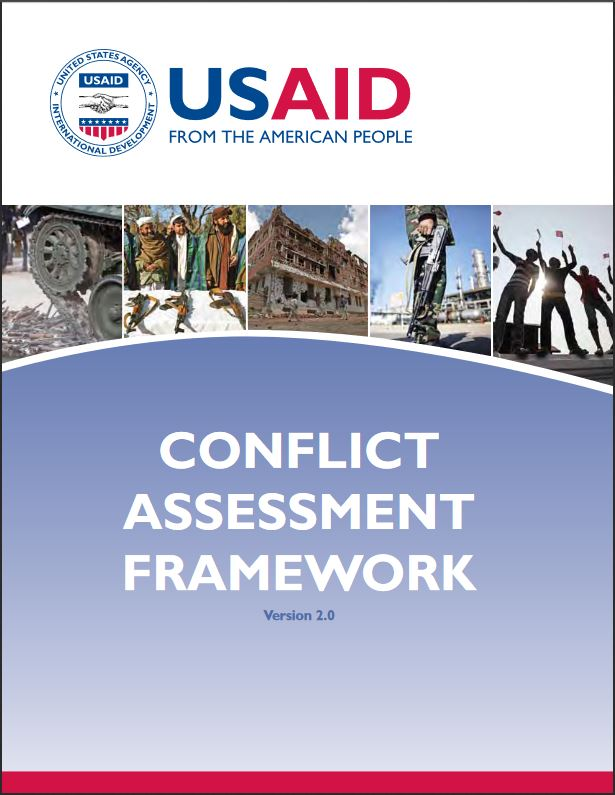 UNITED STATES AGENCY
USAID
INTERNATIONAL DEVELOPMENT
USAID
FROM THE AMERICAN PEOPLE
CONFLICT
ASSESSMENT
FRAMEWORK
Version 2.0